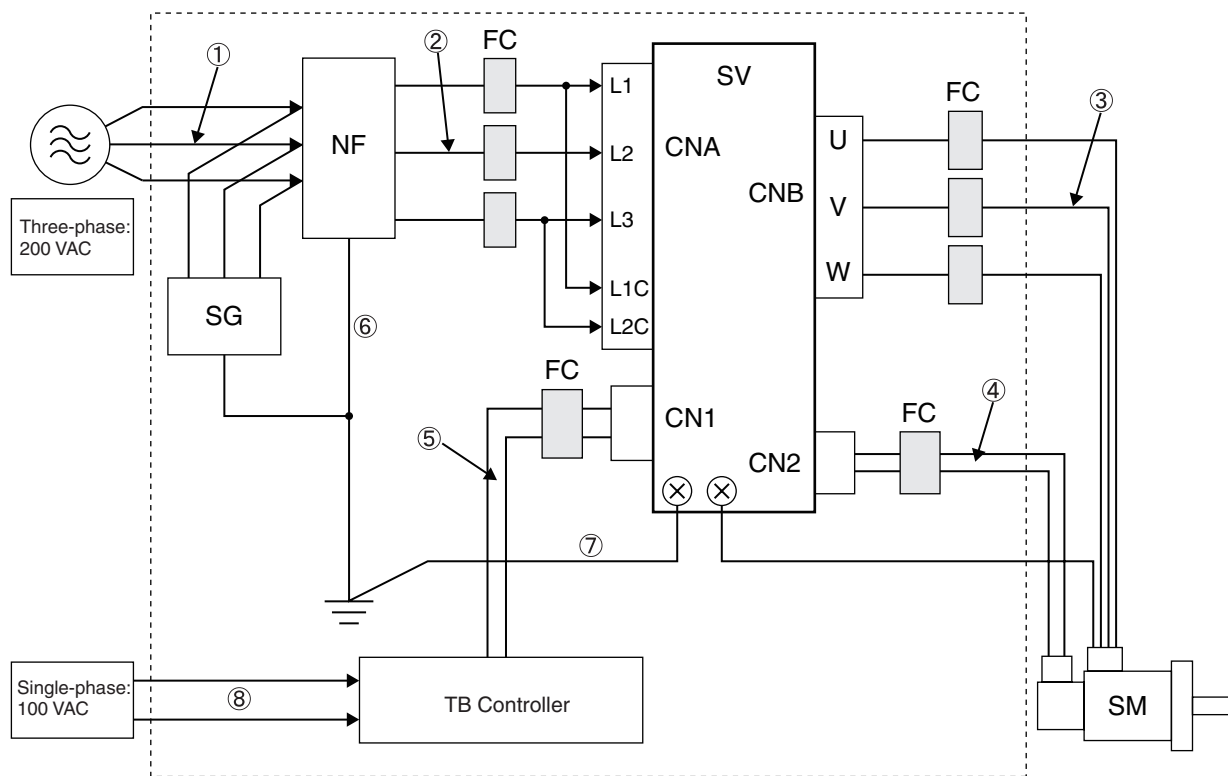 ①
②
FC
SV
L1
NF
L2
CNA
L3
L1C
L2C
FC
③
U
CNB
V
W
Three-phase:
200 VAC
SG
⑥
FC
CN1
⑤
FC
④
CN2
⑦
Single-phase:
100 VAC
⑧
TB Controller
SM